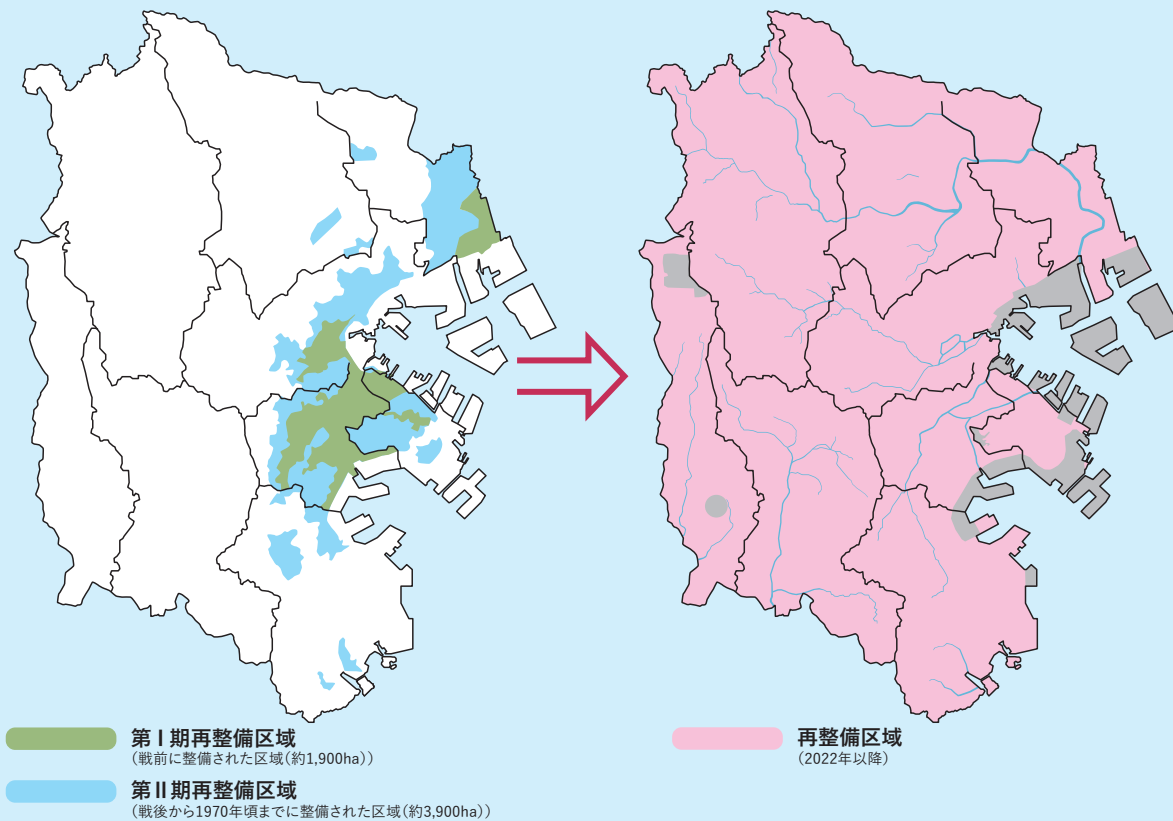 第Ⅰ期再整備区域
(戦前に整備された区域(約1,900ha))
第Ⅱ期再整備区域
(戦後から1970年頃までに整備された区域(約3,900ha))
再整備区域
(2022年以降)